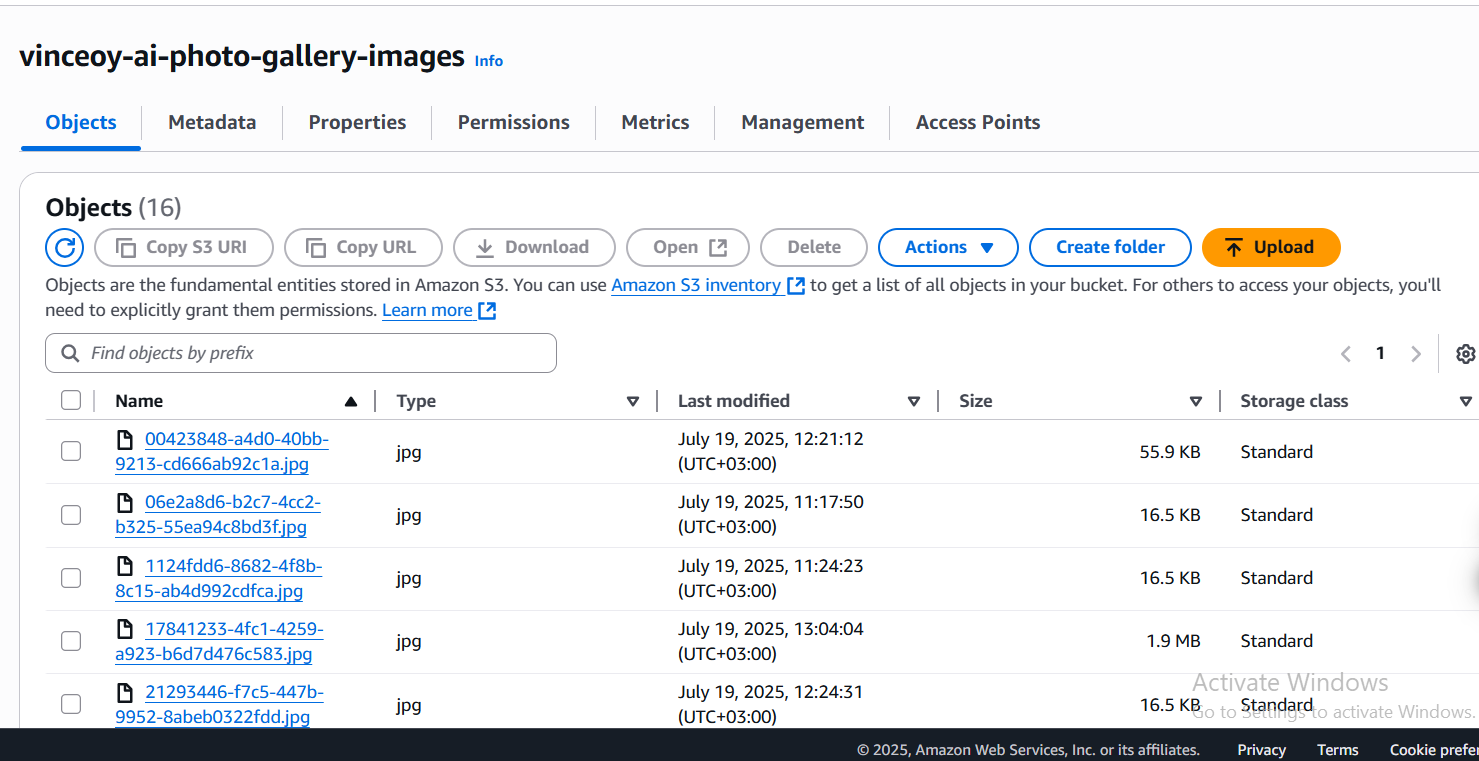 vinceoy-ai-photo-gallery-images Info
Objects Metadata Properties Permissions Metrics Management Access Points
Objects (16)
Copy S3 URI Copy URL Download Open Delete Actions Create folder Upload
Objects are the fundamental entities stored in Amazon S3. You can use Amazon S3 inventory to get a list of all objects in your bucket. For others to access your objects, you'll
need to explicitly grant them permissions. Learn more
Find objects by prefix 1
Name Type Last modified Size Storage class
00423848-a4d0-40bb-
9213-cd666ab92c1a.jpg
jpg
July 19, 2025, 12:21:12
(UTC+03:00)
55.9 KB
Standard
06e2a8d6-b2c7-4cc2-
b325-55ea94c8bd3f.jpg
jpg
July 19, 2025, 11:17:50
(UTC+03:00)
16.5 KB
Standard
1124fdd6-8682-4f8b-
8c15-ab4d992cdfca.jpg
jpg
July 19, 2025, 11:24:23
(UTC+03:00)
16.5 KB
Standard
17841233-4fc1-4259-
a923-b6d7d476c583.jpg
jpg
July 19, 2025, 13:04:04
(UTC+03:00)
1.9 MB
Standard
21293446-f7c5-447b-
9952-8abeb0322fdd.jpg
jpg
July 19, 2025, 12:24:31
(UTC+03:00)
16.5 KB
Standard
Activate Windows
Go to Settings to activate Windows.
© 2025, Amazon Web Services, Inc. or its affiliates. Privacy Terms Cookie prefer